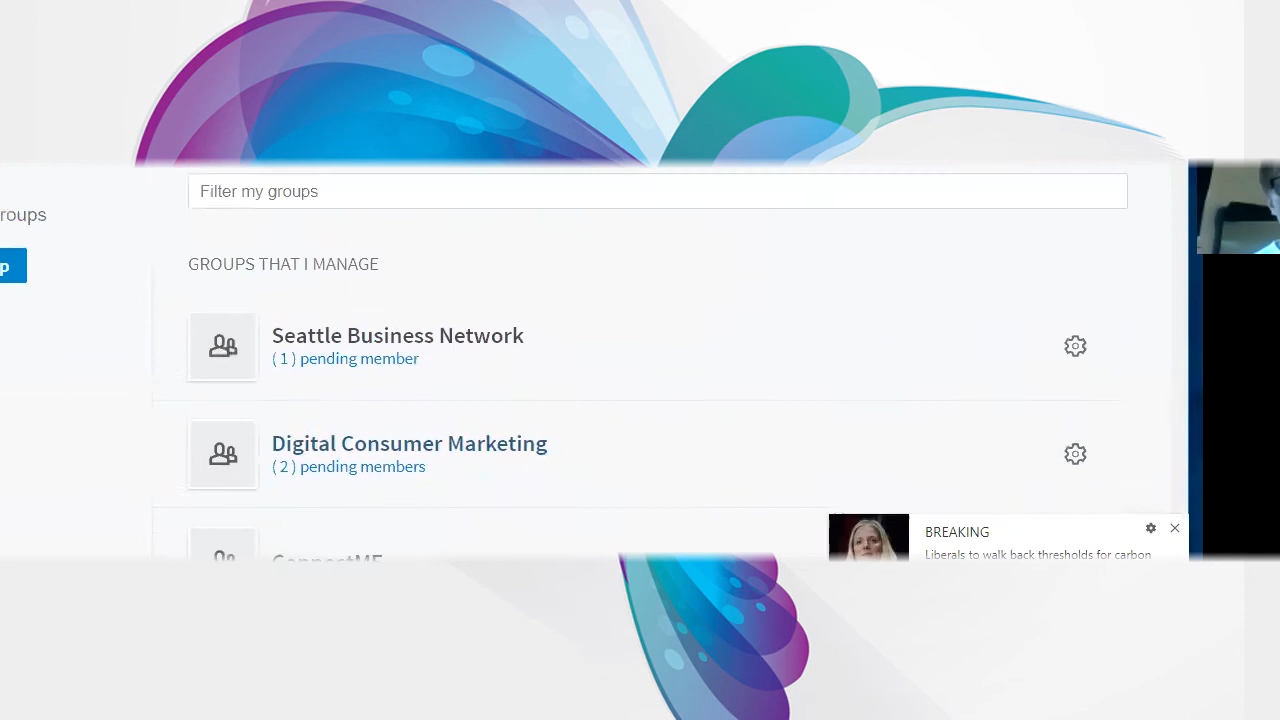 Filter my groups
roups
p
GROUPS THAT I MANAGE
Seattle Business Network
( 1 ) pending member
Digital Consumer Marketing
( 2 ) pending members
BREAKING
Liberals to walk back thresholds for carbon